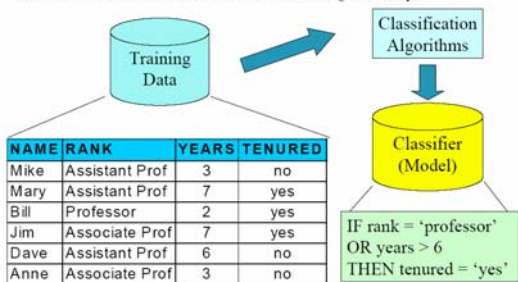 Training
Data
Classification
Algorithms
Classifier
(Model)
NAME RANK YEARS TENURED
Mike Assistant Prof 3 no
Mary Assistant Prof 7 yes
Bill Professor 2 yes
Jim Associate Prof 7 yes
Dave Assistant Prof 6 no
Anne Associate Prof 3 no
IF rank = ‘professor’
OR years > 6
THEN tenured = ‘yes’